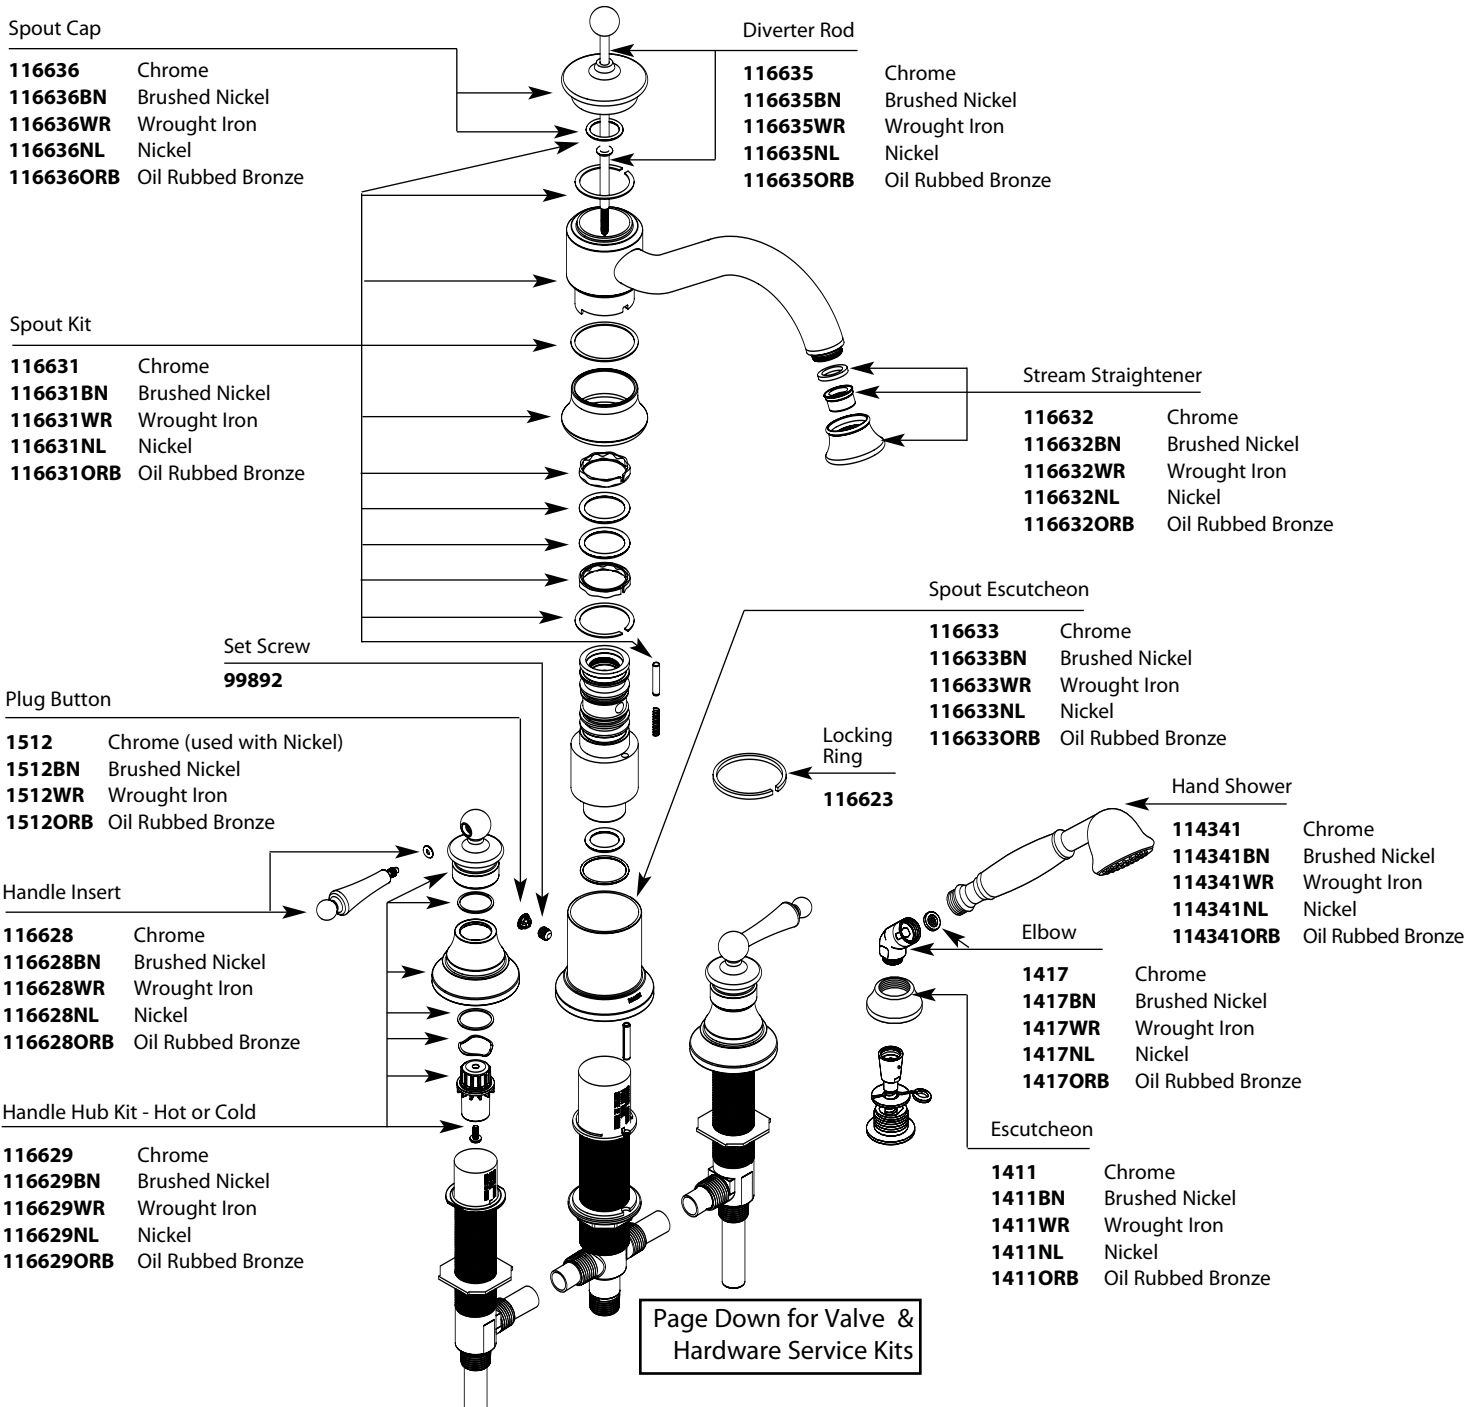 Spout Cap
116636 Chrome
116636BN Brushed Nickel
116636WR Wrought Iron
116636NL Nickel
116636ORB Oil Rubbed Bronze
Diverter Rod
116635 Chrome
116635BN Brushed Nickel
116635WR Wrought Iron
116635NL Nickel
116635ORB Oil Rubbed Bronze
Spout Kit
116631 Chrome
116631BN Brushed Nickel
116631WR Wrought Iron
116631NL Nickel
116631ORB Oil Rubbed Bronze
Stream Straightener
116632 Chrome
116632BN Brushed Nickel
116632WR Wrought Iron
116632NL Nickel
116632ORB Oil Rubbed Bronze
Spout Escutcheon
116633 Chrome
116633BN Brushed Nickel
116633WR Wrought Iron
116633NL Nickel
116633ORB Oil Rubbed Bronze
Set Screw
99892
Plug Button
1512 Chrome (used with Nickel)
1512BN Brushed Nickel
1512WR Wrought Iron
1512ORB Oil Rubbed Bronze
Locking
Ring
116623
Hand Shower
114341 Chrome
114341BN Brushed Nickel
114341WR Wrought Iron
114341NL Nickel
114341ORB Oil Rubbed Bronze
Handle Insert
116628 Chrome
116628BN Brushed Nickel
116628WR Wrought Iron
116628NL Nickel
116628ORB Oil Rubbed Bronze
Elbow
1417 Chrome
1417BN Brushed Nickel
1417WR Wrought Iron
1417NL Nickel
1417ORB Oil Rubbed Bronze
Handle Hub Kit - Hot or Cold
116629 Chrome
116629BN Brushed Nickel
116629WR Wrought Iron
116629NL Nickel
116629ORB Oil Rubbed Bronze
Escutcheon
1411 Chrome
1411BN Brushed Nickel
1411WR Wrought Iron
1411NL Nickel
1411ORB Oil Rubbed Bronze
Page Down for Valve &
Hardware Service Kits